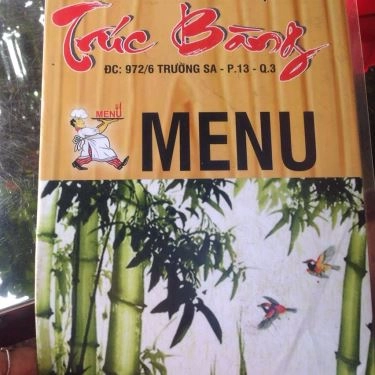 Trúc Bàng
ĐC: 972/6 TRƯỜNG SA - P.13 - Q.3
MENU
MENU